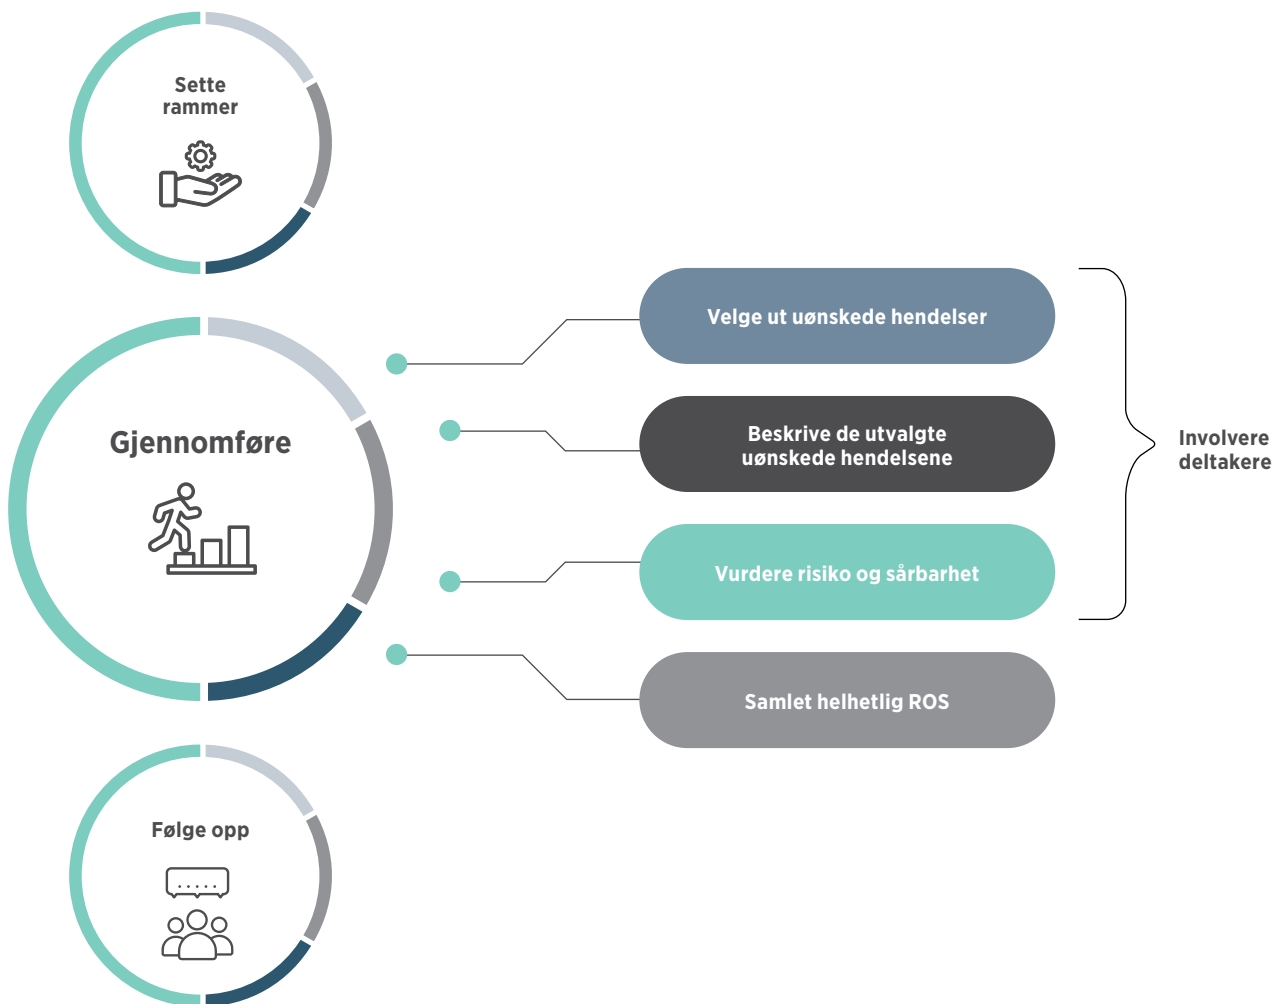 Sette
rammer
Gjennomføre
Velge ut uønskede hendelser
Beskrive de utvalgte
uønskede hendelsene
Vurdere risiko og sårbarhet
Samlet helhetlig ROS
Involvere
deltakere
Følge opp